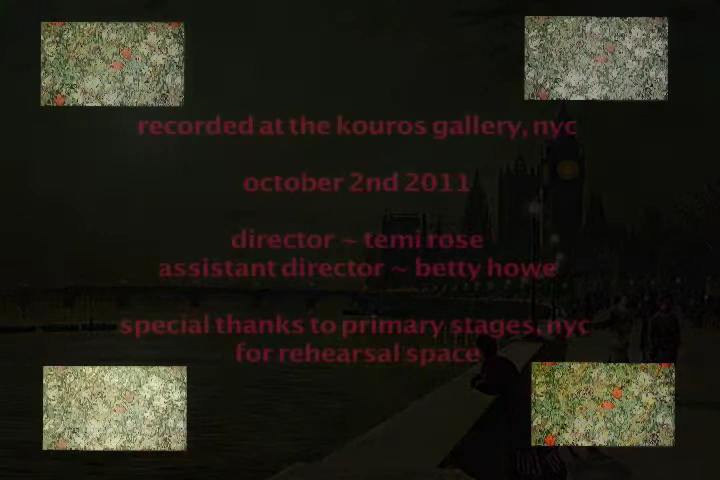 recorded at the kouros gallery, nyc
october 2nd 2011
director ~ temi rose
assistant director ~ betty howe
special thanks to primary stages, nyc
for rehearsal space